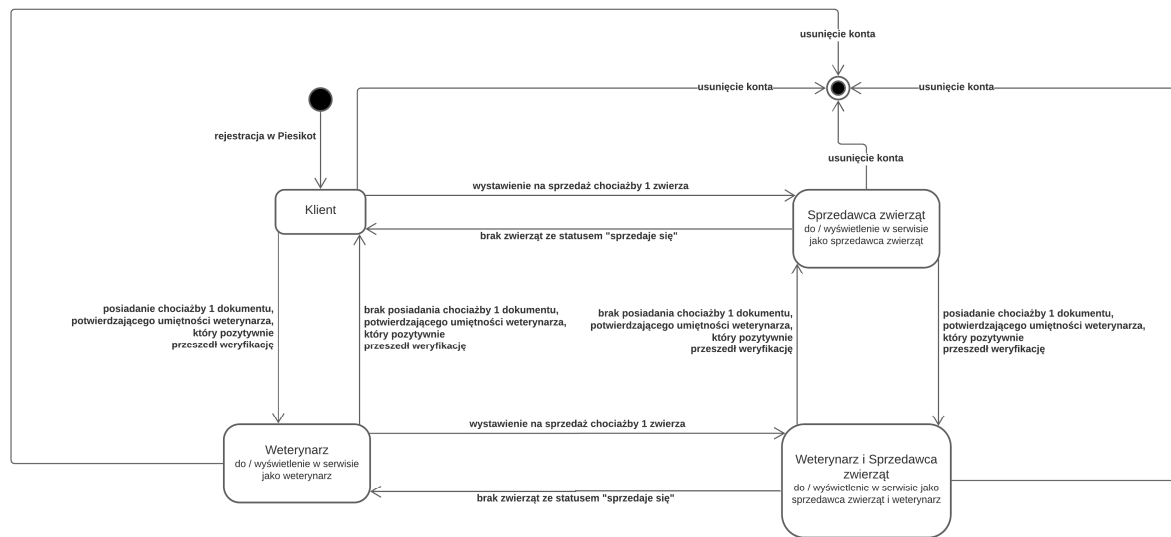 usunięcie konta
usunięcie konta
usunięcie konta
rejestracja w Piesikot
usunięcie konta
wystawienie na sprzedaż chociażby 1 zwierza
Klient
Sprzedawca zwierząt
do / wyświetlenie w serwisie
jako sprzedawca zwierząt
brak zwierząt ze statusem "sprzedaje się"
posiadanie chociażby 1 dokumentu,
potwierdzającego umiętności weterynarza,
który pozytywnie
przeszedł weryfikację
brak posiadania chociażby 1 dokumentu,
potwierdzającego umiętności weterynarza,
który pozytywnie
przeszedł weryfikację
brak posiadania chociażby 1 dokumentu,
potwierdzającego umiętności weterynarza,
który pozytywnie
przeszedł weryfikację
posiadanie chociażby 1 dokumentu,
potwierdzającego umiętności weterynarza,
który pozytywnie
przeszedł weryfikację
wystawienie na sprzedaż chociażby 1 zwierza
Weterynarz
do / wyświetlenie w serwisie
jako weterynarz
Weterynarz i Sprzedawca
zwierząt
do / wyświetlenie w serwisie jako
sprzedawca zwierząt i weterynarz
brak zwierząt ze statusem "sprzedaje się"